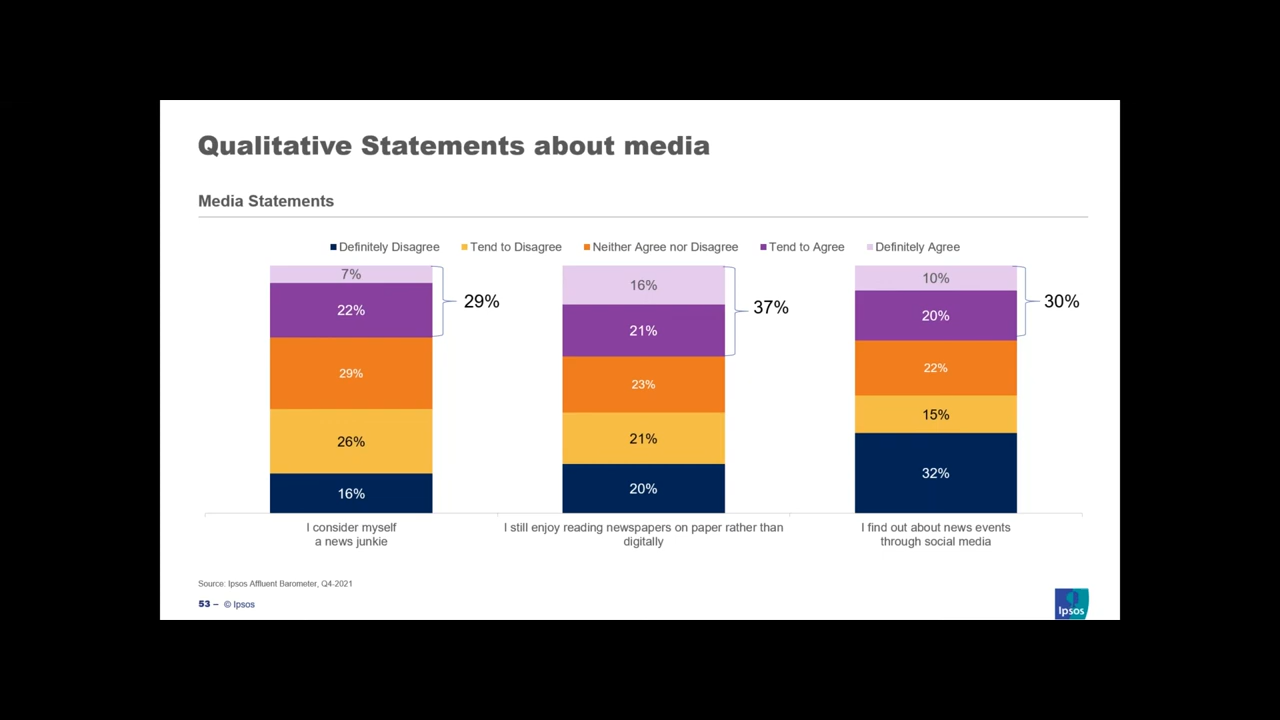 Qualitative Statements about media
Media Statements
Definitely Disagree Tend to Disagree Neither Agree nor Disagree Tend to Agree Definitely Agree
7%
22%
29%
26%
16%
29%
16%
21%
23%
21%
20%
37%
10%
20%
22%
15%
32%
30%
I consider myself
a news junkie
I still enjoy reading newspapers on paper rather than
digitally
I find out about news events
through social media
Source: Ipsos Affluent Barometer, Q4-2021
53 – © Ipsos
Ipsos